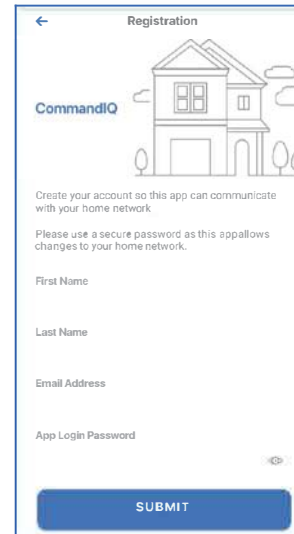 Registration
CommandIQ
Create your account so this app can communicate
with your home network
Please use a secure password as this appallows
changes to your home network.
First Name
Last Name
Email Address
App Login Password
SUBMIT